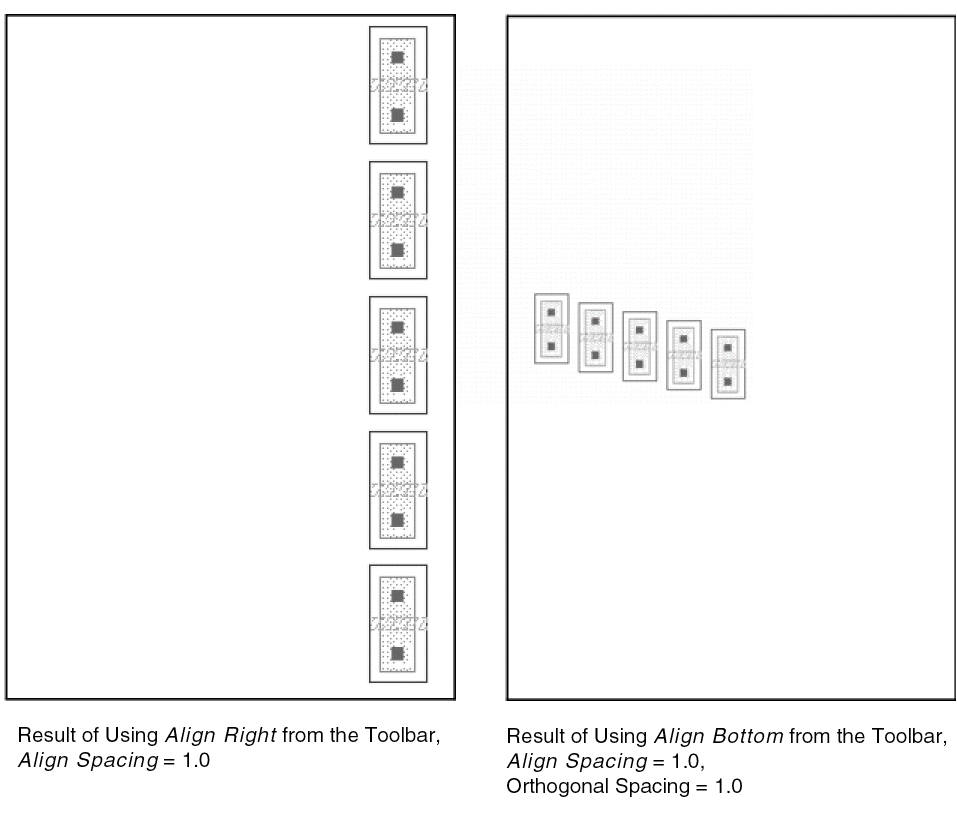 Result of Using Align Right from the Toolbar,
Align Spacing = 1.0
Result of Using Align Bottom from the Toolbar,
Align Spacing = 1.0,
Orthogonal Spacing = 1.0